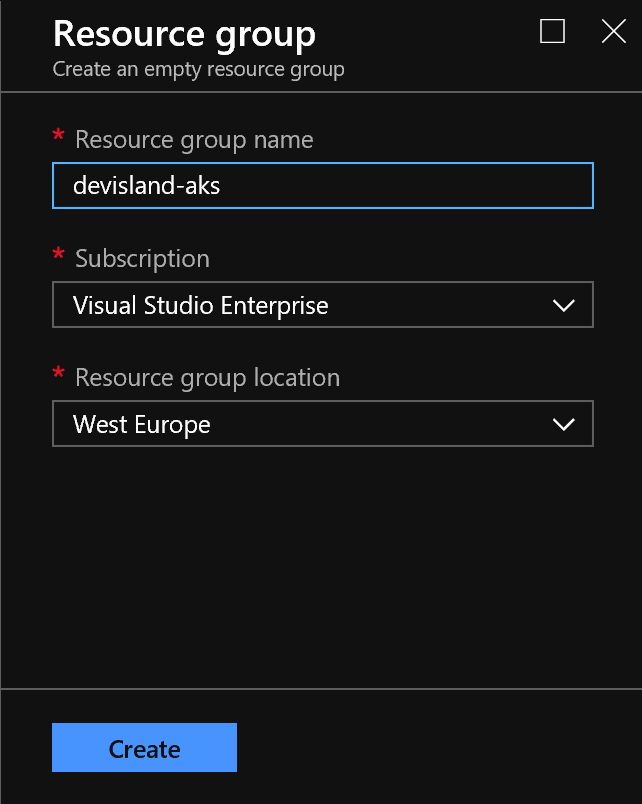 Resource group
Create an empty resource group
* Resource group name
devisland-aks
* Subscription
Visual Studio Enterprise
* Resource group location
West Europe
Create